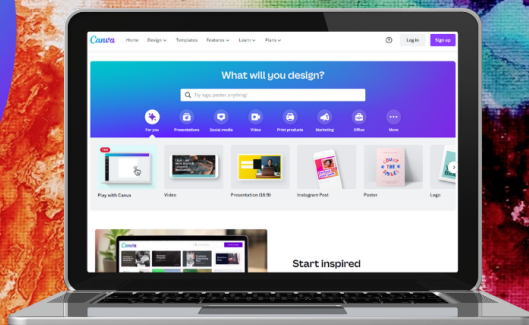 Canva Home Design Templates Features Learn Plans Log in Sign up
What will you design?
Try logo, poster, anything!
For you Presentations Social media Video Print products Marketing Office More
Play with Canva Video Presentation (16:9) Instagram Post Poster Logo
Start inspired